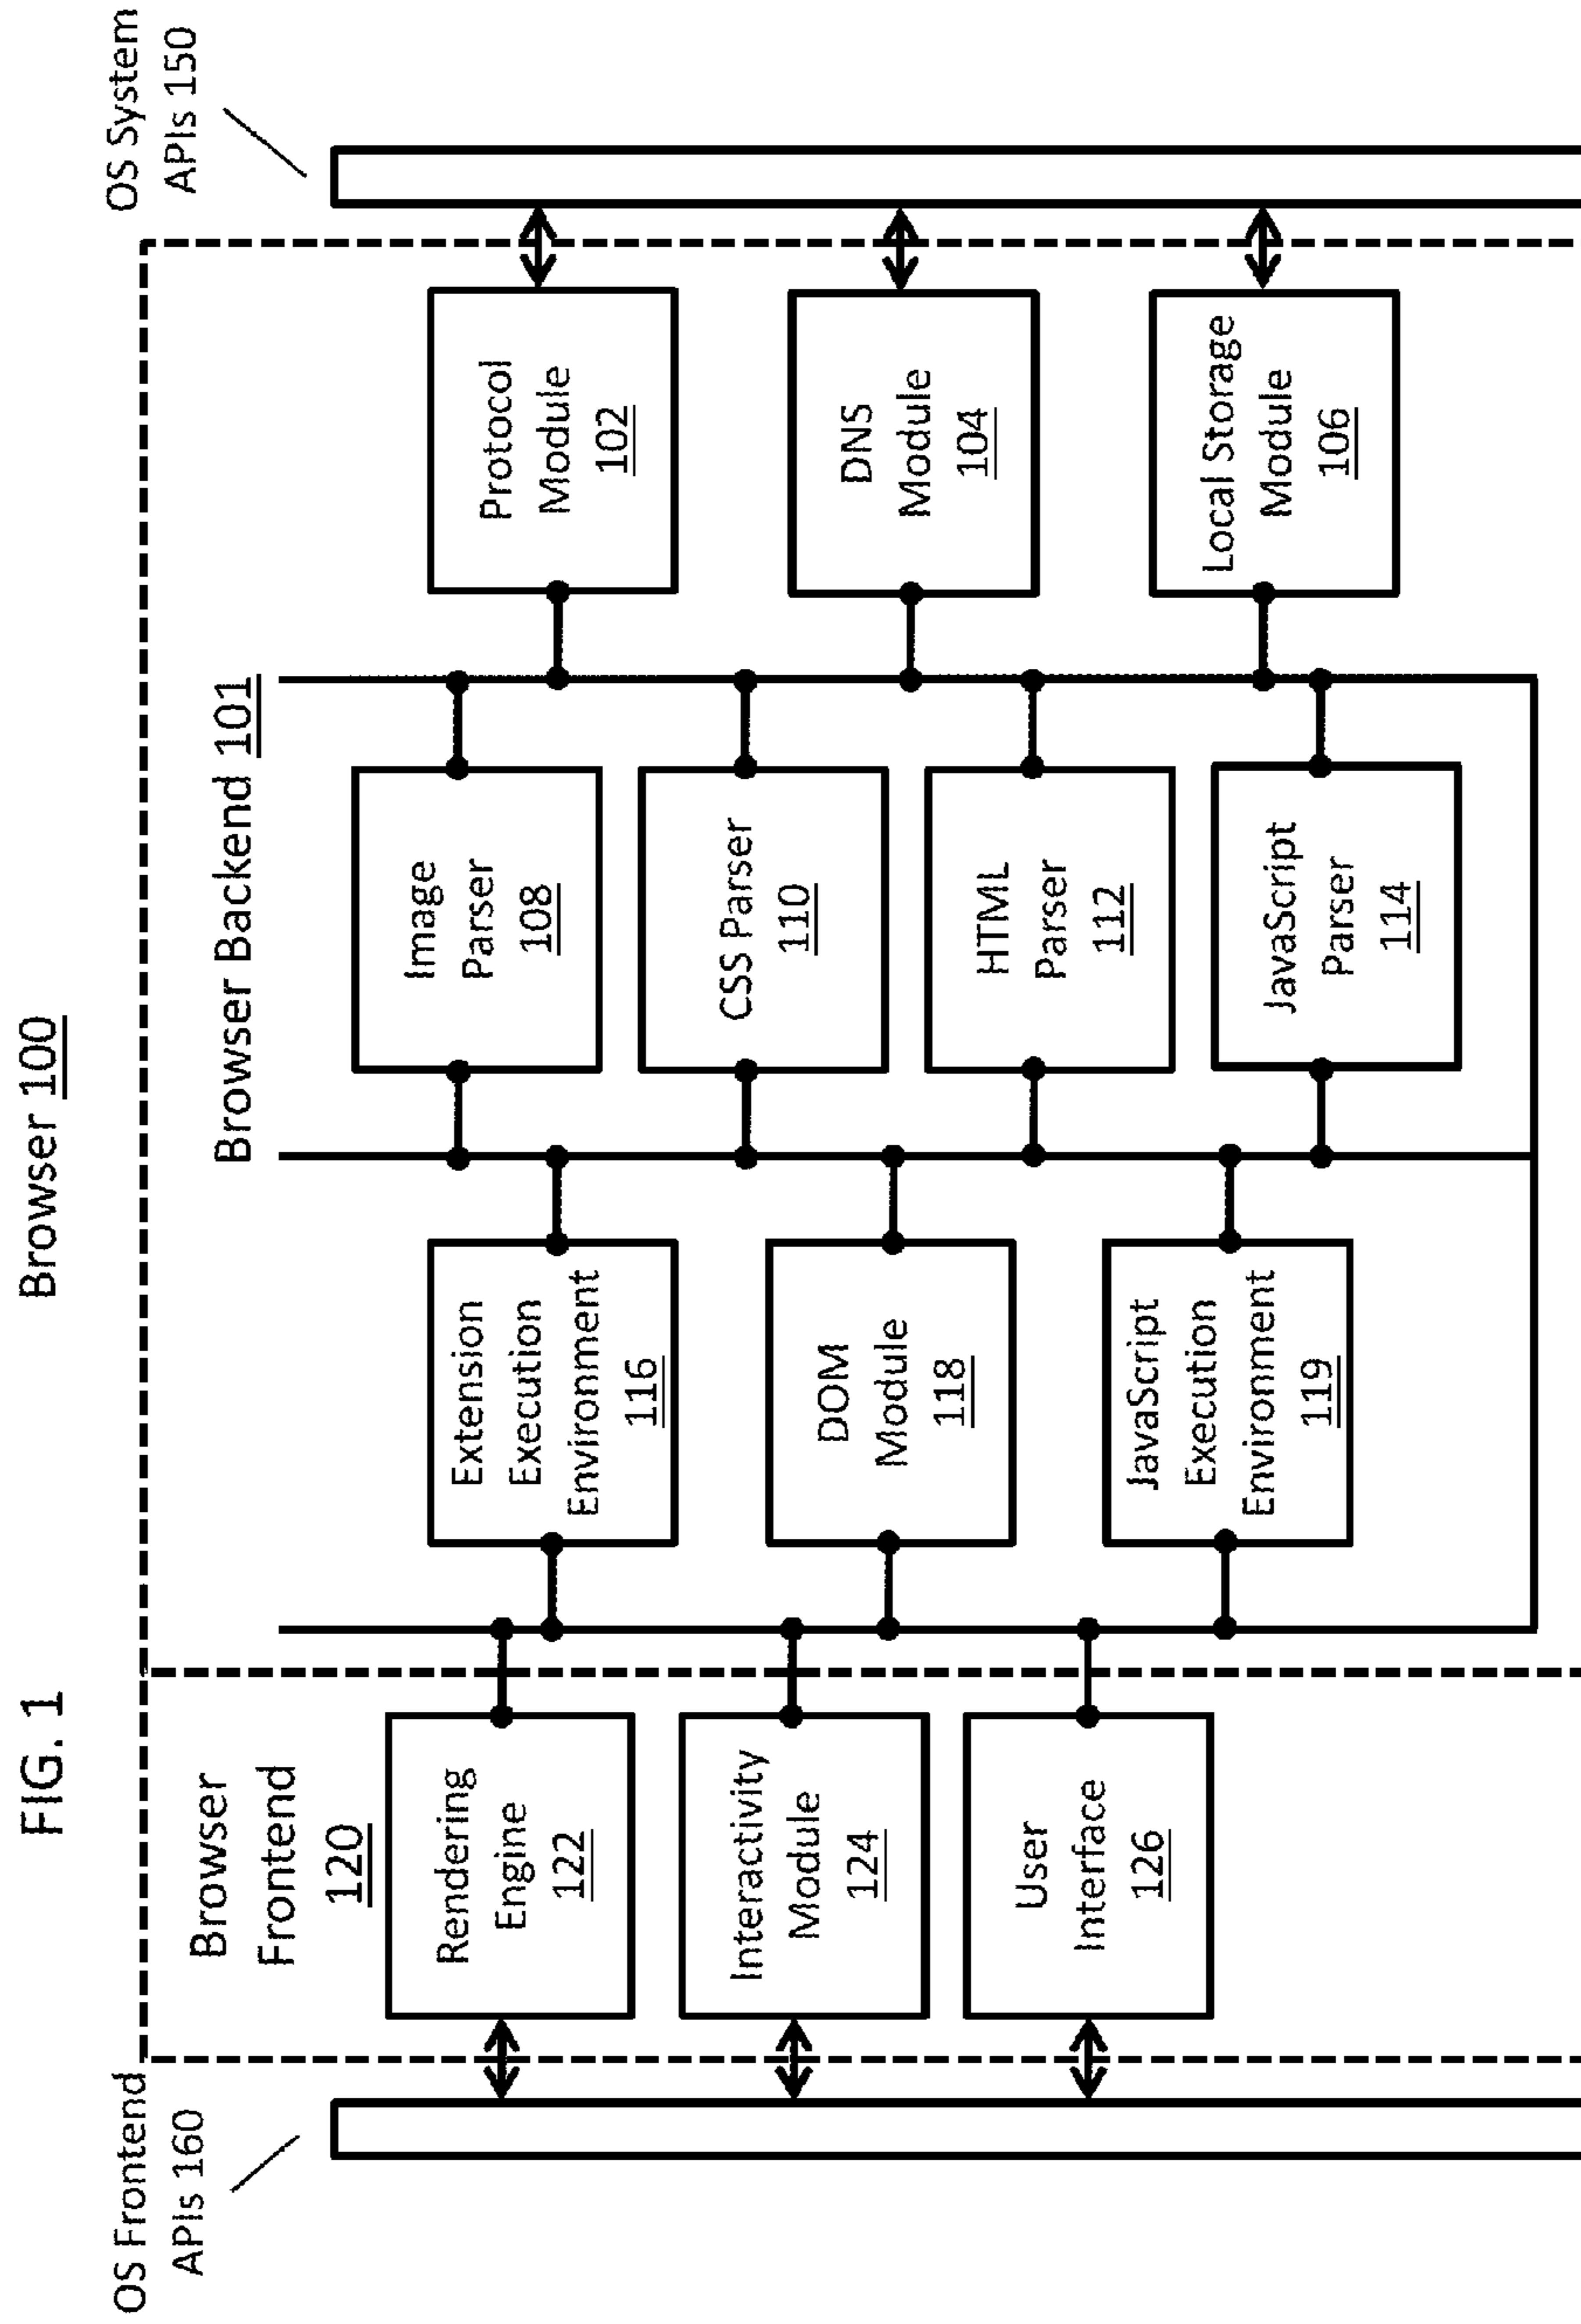 FIG. 1
Browser 100
OS Frontend
APIs 160
Browser
Frontend
120
Browser Backend 101
OS System
APIs 150
Rendering
Engine
122
Interactivity
Module
124
User
Interface
126
Extension
Execution
Environment
116
DOM
Module
118
JavaScript
Execution
Environment
119
Image
Parser
108
CSS Parser
110
HTML
Parser
112
JavaScript
Parser
114
Protocol
Module
102
DNS
Module
104
Local Storage
Module
106